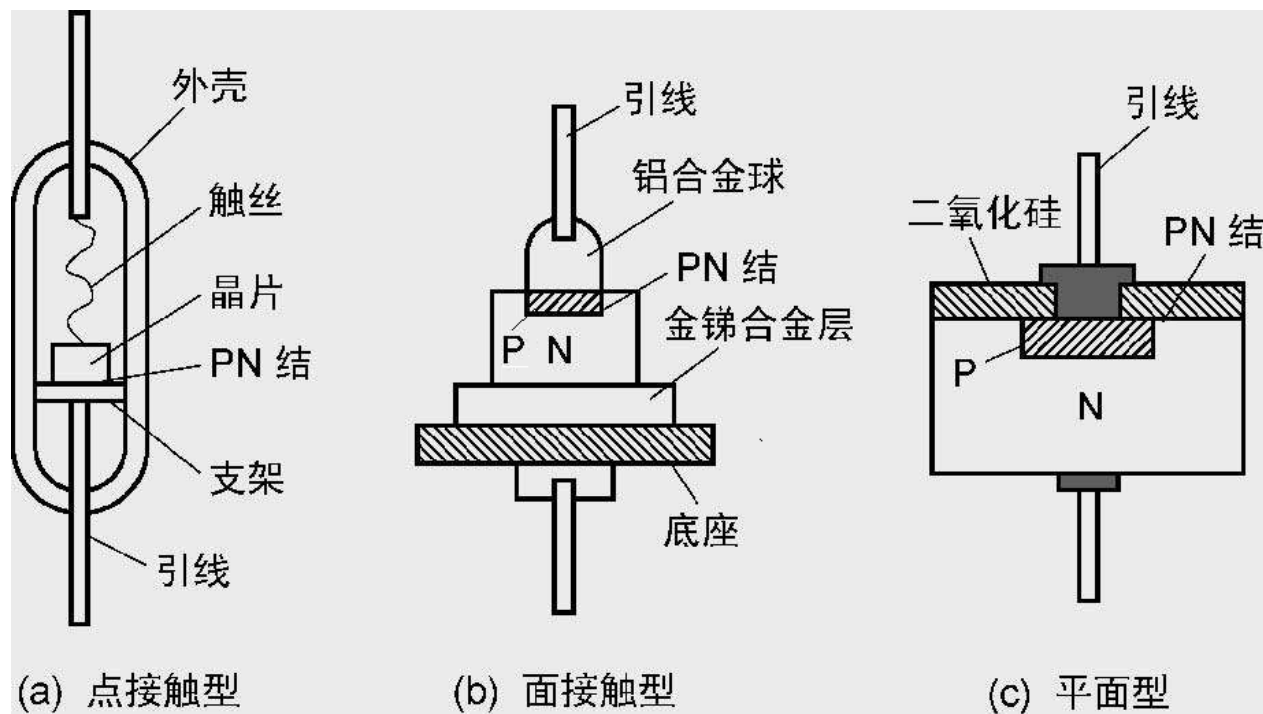 外壳
触丝
晶片
PN 结
支架
引线
(a) 点接触型
引线
铝合金球
PN 结
金锑合金层
P N
底座
(b) 面接触型
引线
二氧化硅
PN 结
P
N
(c) 平面型